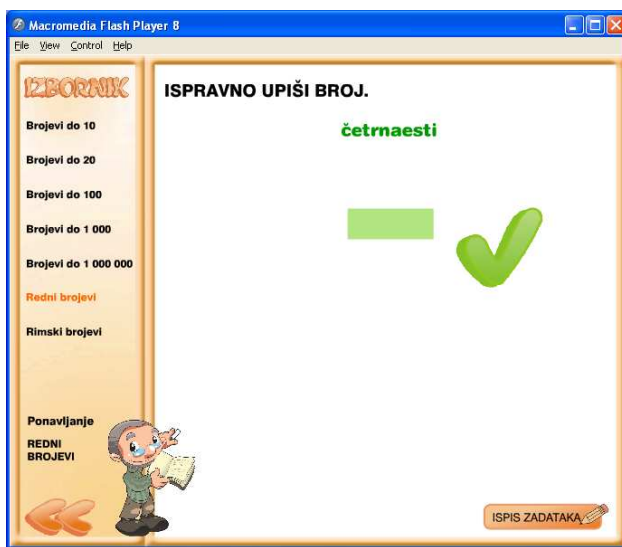 Macromedia Flash Player 8
File View Control Help
IZBORNIK
Brojevi do 10
Brojevi do 20
Brojevi do 100
Brojevi do 1 000
Brojevi do 1 000 000
Redni brojevi
Rimski brojevi
Ponavljanje
REDNI
BROJEVI
ISPRAVNO UPIŠI BROJ.
četrnaesti
ISPIS ZADATAKA